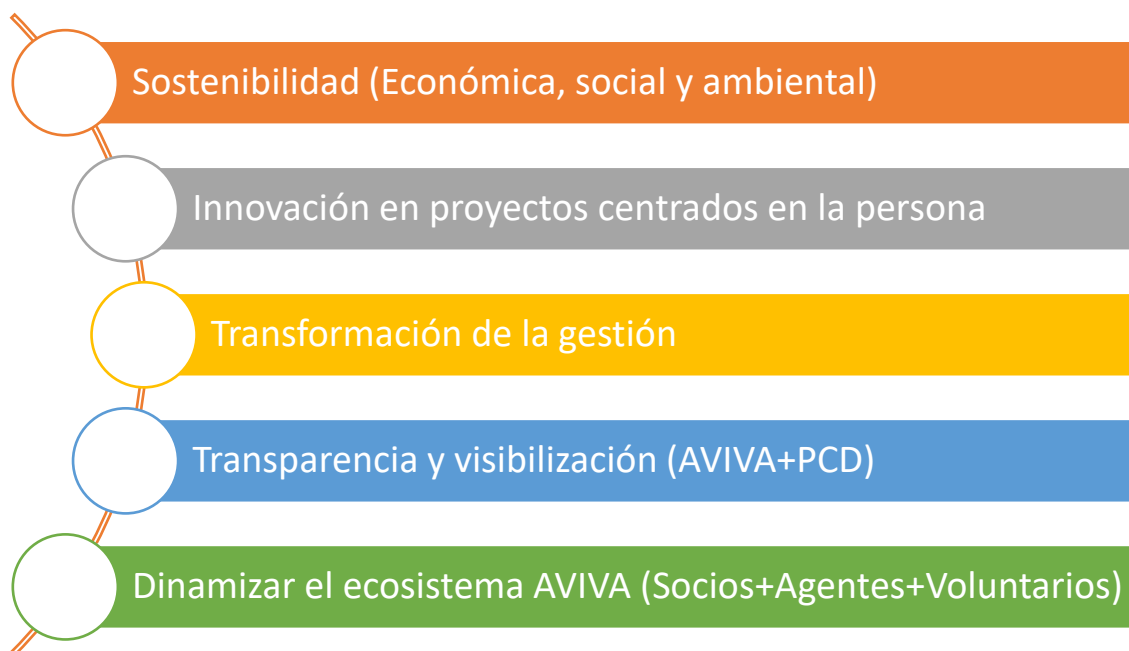 Sostenibilidad (Económica, social y ambiental)
Innovación en proyectos centrados en la persona
Transformación de la gestión
Transparencia y visibilización (AVIVA+PCD)
Dinamizar el ecosistema AVIVA (Socios+Agentes+Voluntarios)